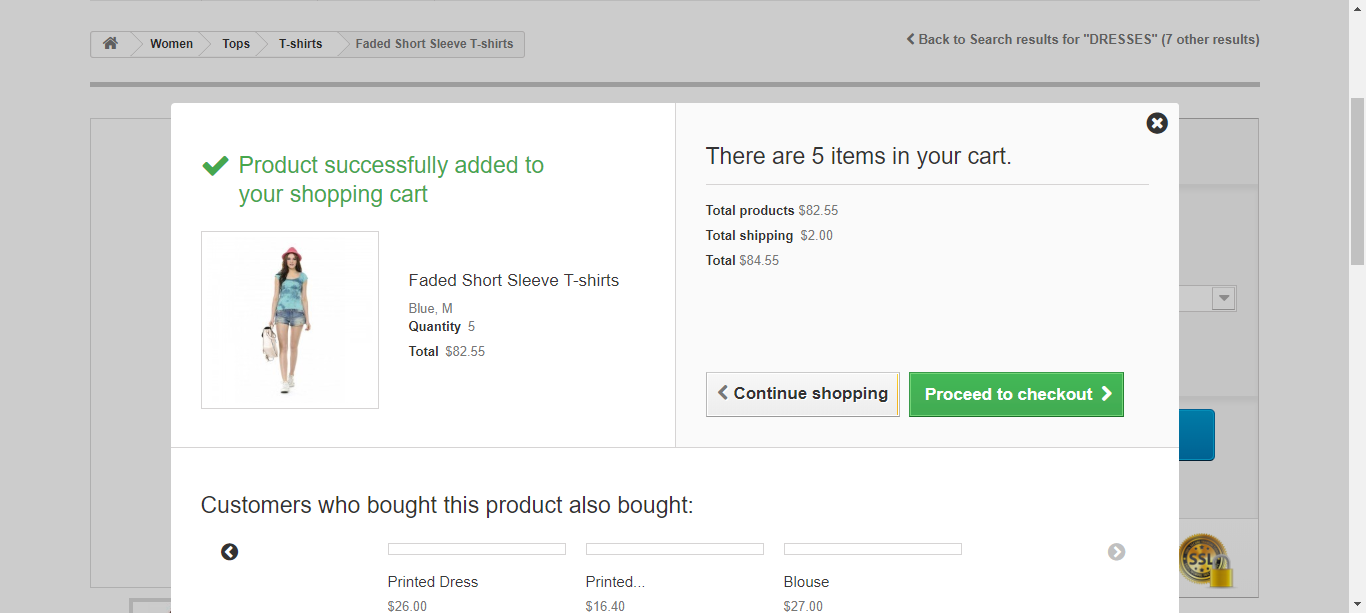 Women Tops T-shirts Faded Short Sleeve T-shirts
Back to Search results for "DRESSES" (7 other results)
Product successfully added to
your shopping cart
Faded Short Sleeve T-shirts
Blue, M
Quantity 5
Total $82.55
There are 5 items in your cart.
Total products $82.55
Total shipping $2.00
Total $84.55
Continue shopping
Proceed to checkout
Customers who bought this product also bought:
Printed Dress
$26.00
Printed...
$16.40
Blouse
$27.00
SSL